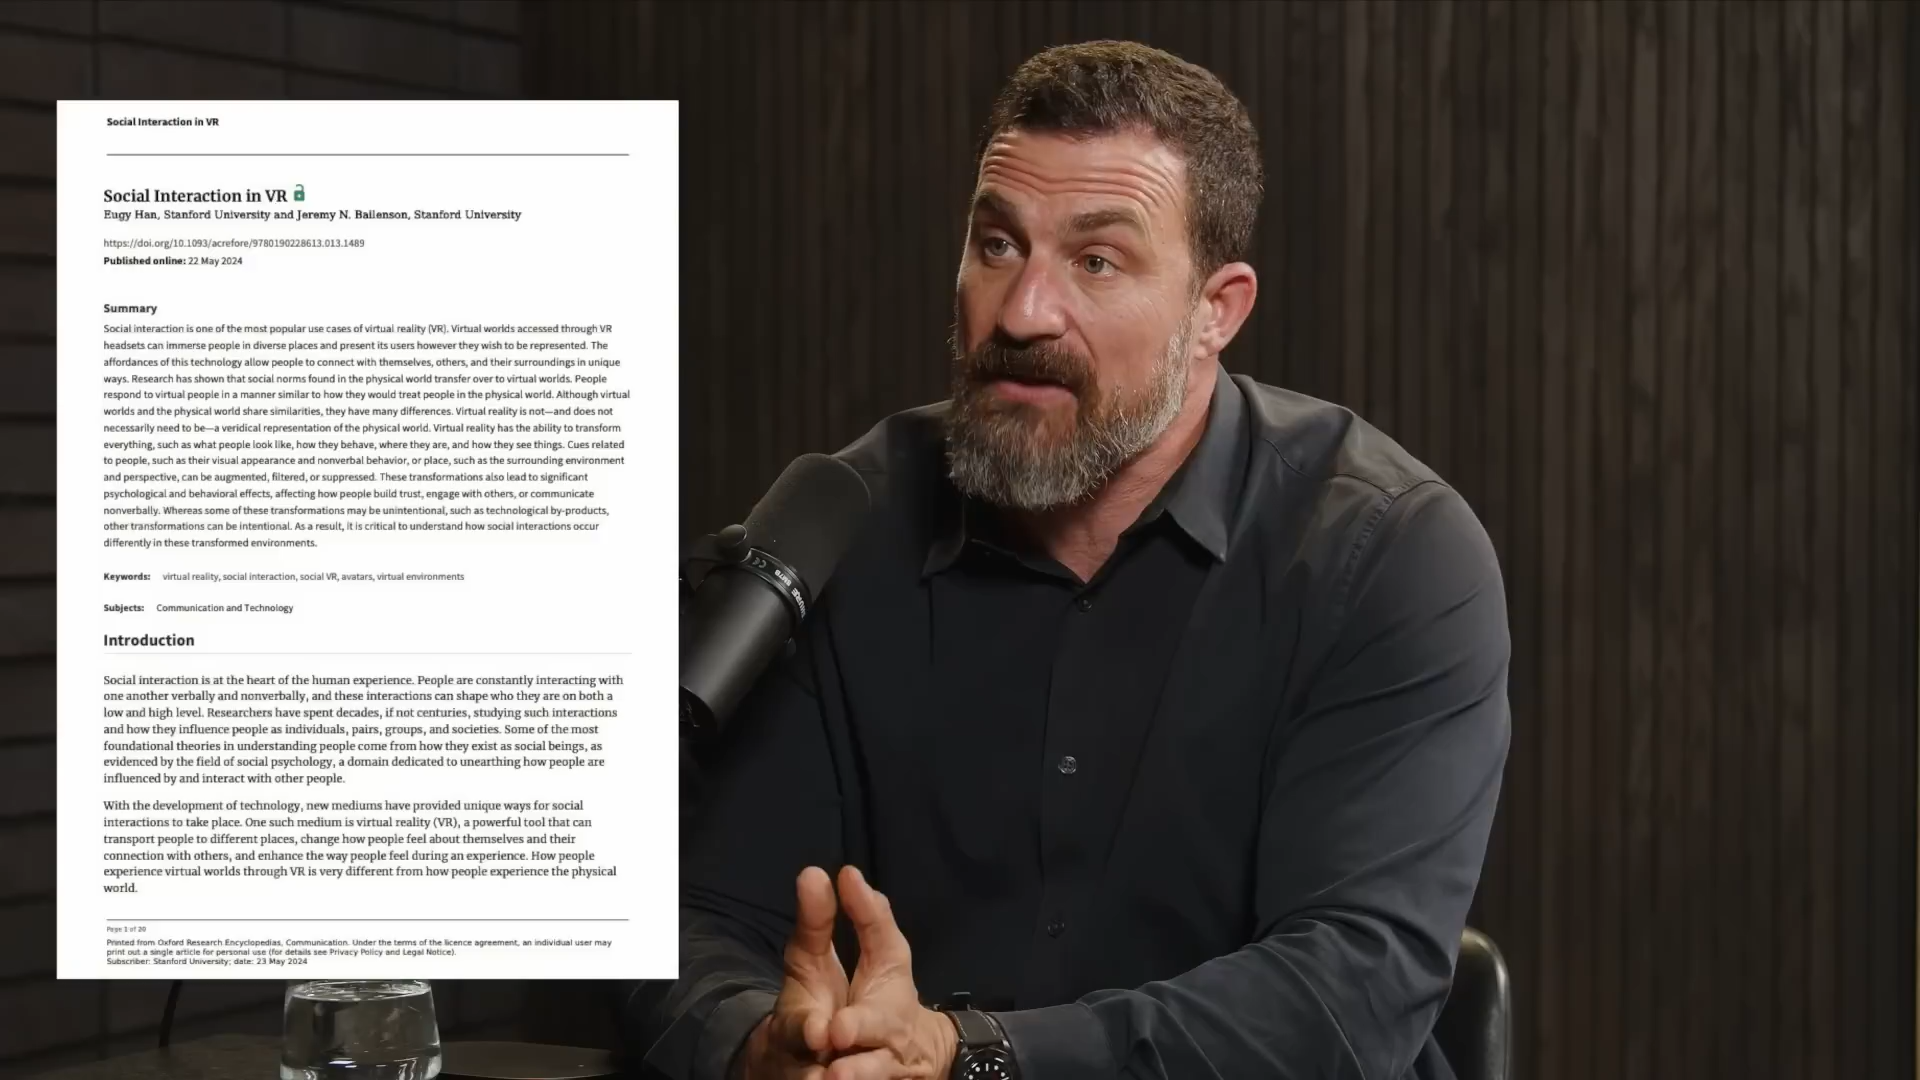 Social Interaction in VR
Social Interaction in VR
Eugy Han, Stanford University and Jeremy N. Bailenson, Stanford University
https://doi.org/10.1093/acrefore/9780190228613.013.1489
Published online: 22 May 2024
Summary
Social interaction is one of the most popular use cases of virtual reality (VR). Virtual worlds accessed through VR
headsets can immerse people in diverse places and present its users however they wish to be represented. The
affordances of this technology allow people to connect with themselves, others, and their surroundings in unique
ways. Research has shown that social norms found in the physical world transfer over to virtual worlds. People
respond to virtual people in a manner similar to how they would treat people in the physical world. Although virtual
worlds and the physical world share similarities, they have many differences. Virtual reality is not—and does not
necessarily need to be—a veridical representation of the physical world. Virtual reality has the ability to transform
everything, such as what people look like, how they behave, where they are, and how they see things. Cues related
to people, such as their visual appearance and nonverbal behavior, or place, such as the surrounding environment
and perspective, can be augmented, filtered, or suppressed. These transformations also lead to significant
psychological and behavioral effects, affecting how people build trust, engage with others, or communicate
nonverbally. Whereas some of these transformations may be unintentional, such as technological by-products,
other transformations can be intentional. As a result, it is critical to understand how social interactions occur
differently in these transformed environments.
Keywords: virtual reality, social interaction, social VR, avatars, virtual environments
Subjects: Communication and Technology
Introduction
Social interaction is at the heart of the human experience. People are constantly interacting with
one another verbally and nonverbally, and these interactions can shape who they are on both a
low and high level. Researchers have spent decades, if not centuries, studying such interactions
and how they influence people as individuals, pairs, groups, and societies. Some of the most
foundational theories in understanding people come from how they exist as social beings, as
evidenced by the field of social psychology, a domain dedicated to unearthing how people are
influenced by and interact with other people.
With the development of technology, new mediums have provided unique ways for social
interactions to take place. One such medium is virtual reality (VR), a powerful tool that can
transport people to different places, change how people feel about themselves and their
connection with others, and enhance the way people feel during an experience. How people
experience virtual worlds through VR is very different from how people experience the physical
world.
Page 1 of 20
Printed from Oxford Research Encyclopedias, Communication. Under the terms of the licence agreement, an individual user may
print out a single article for personal use (for details see Privacy Policy and Legal Notice).
Subscriber: Stanford University; date: 23 May 2024
SHURE SM7B